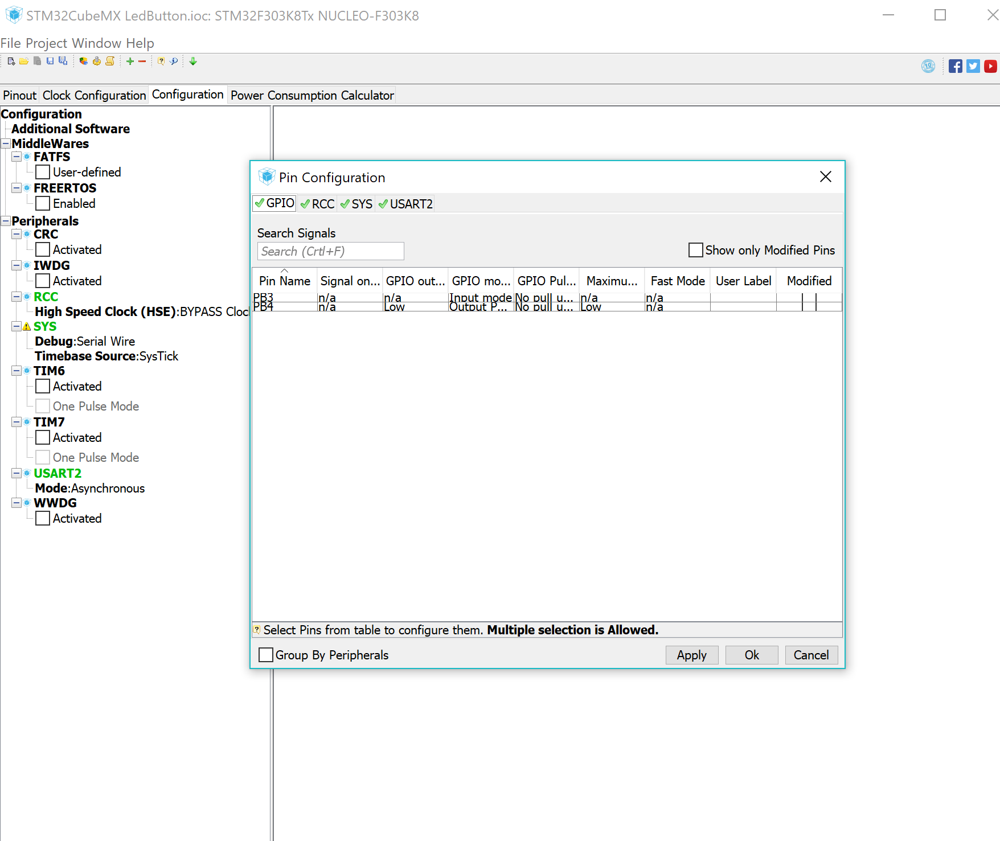 STM32CubeMX LedButton.ioc: STM32F303K8Tx NUCLEO-F303K8
File Project Window Help
Pinout Clock Configuration Configuration Power Consumption Calculator
Configuration
Additional Software
MiddleWares
FATFS
User-defined
FREERTOS
Enabled
Peripherals
CRC
Activated
IWDG
Activated
RCC
High Speed Clock (HSE):BYPASS Cloc
SYS
Debug:Serial Wire
Timebase Source:SysTick
TIM6
Activated
One Pulse Mode
TIM7
Activated
One Pulse Mode
USART2
Mode:Asynchronous
WWDG
Activated
Pin Configuration
GPIO RCC SYS USART2
Search Signals
Search (Crtl+F)
Show only Modified Pins
Pin Name Signal on... GPIO out... GPIO mo... GPIO Pul... Maximu... Fast Mode User Label Modified
PB3 n/a n/a Input mode No pull u... n/a n/a
PB4 n/a Low Output P... No pull u... Low n/a
Select Pins from table to configure them. Multiple selection is Allowed.
Group By Peripherals
Apply Ok Cancel